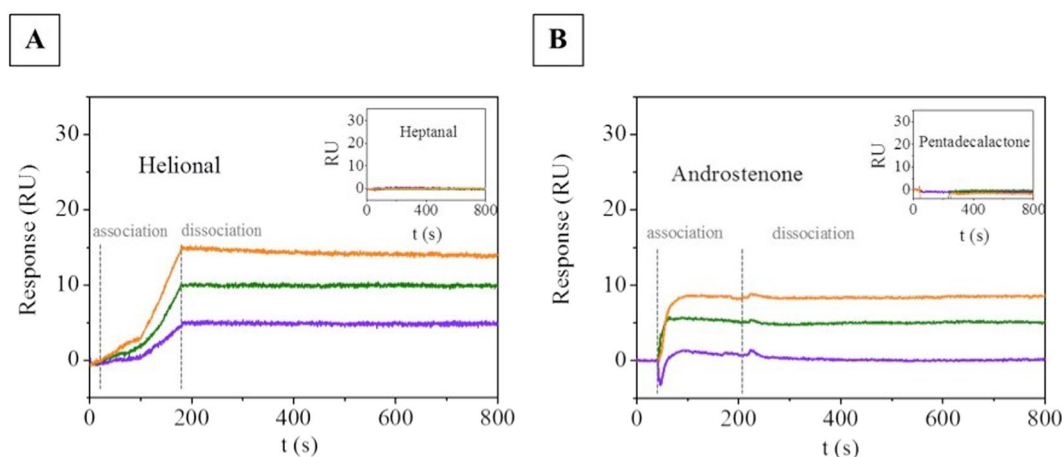 A
Response (RU)
30
20
10
0
0 200 400 600 800
t (s)
Helional
association
dissociation
RU
30
20
10
0
0 400 800
t (s)
Heptanal
B
Response (RU)
30
20
10
0
0 200 400 600 800
t (s)
Androstenone
association
dissociation
RU
30
20
10
0
0 400 800
t (s)
Pentadecalactone